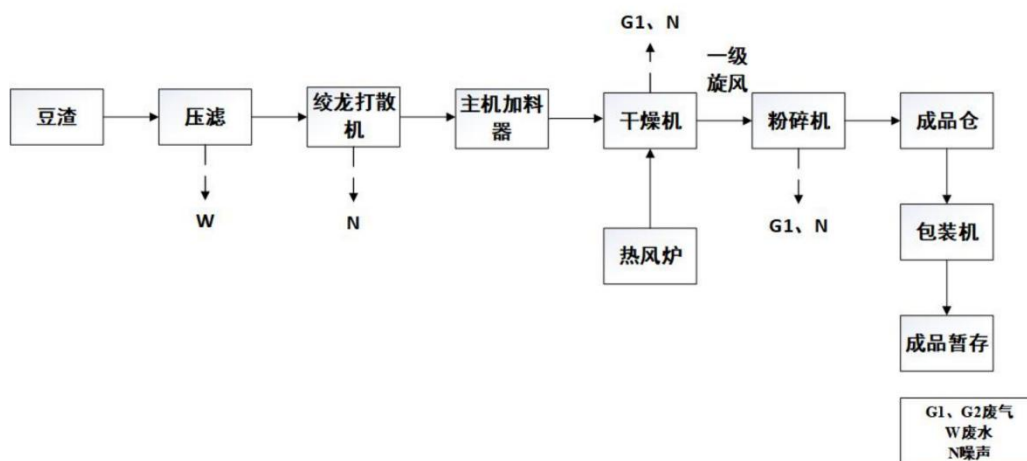 G1、N
一级
旋风
豆渣
压滤
绞龙打散
机
主机加料
器
干燥机
粉碎机
成品仓
W
N
G1、N
热风炉
包装机
成品暂存
G1、G2废气
W废水
N噪声